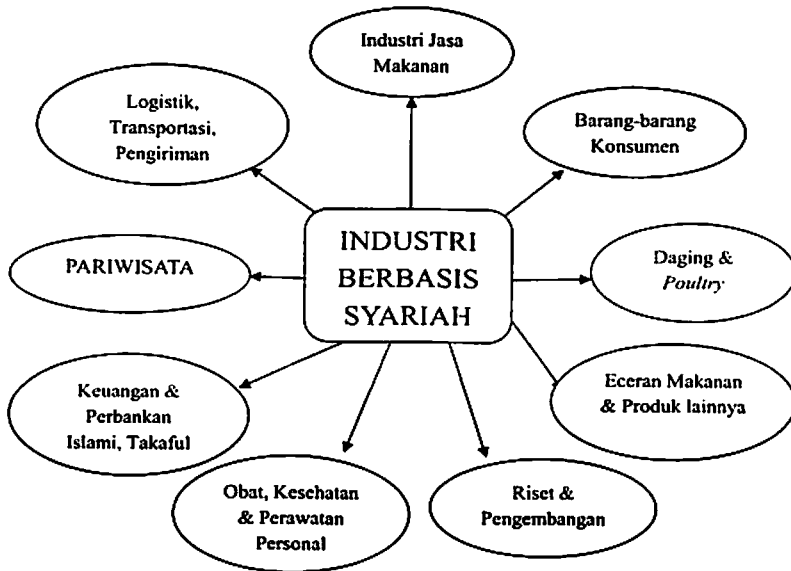 Industri Jasa
Makanan
Logistik,
Transportasi,
Pengiriman
Barang-barang
Konsumen
INDUSTRI
BERBASIS
SYARIAH
PARIWISATA
Daging &
Poultry
Keuangan &
Perbankan
Islami, Takaful
Eceran Makanan
& Produk lainnya
Obat, Kesehatan
& Perawatan
Personal
Riset &
Pengembangan